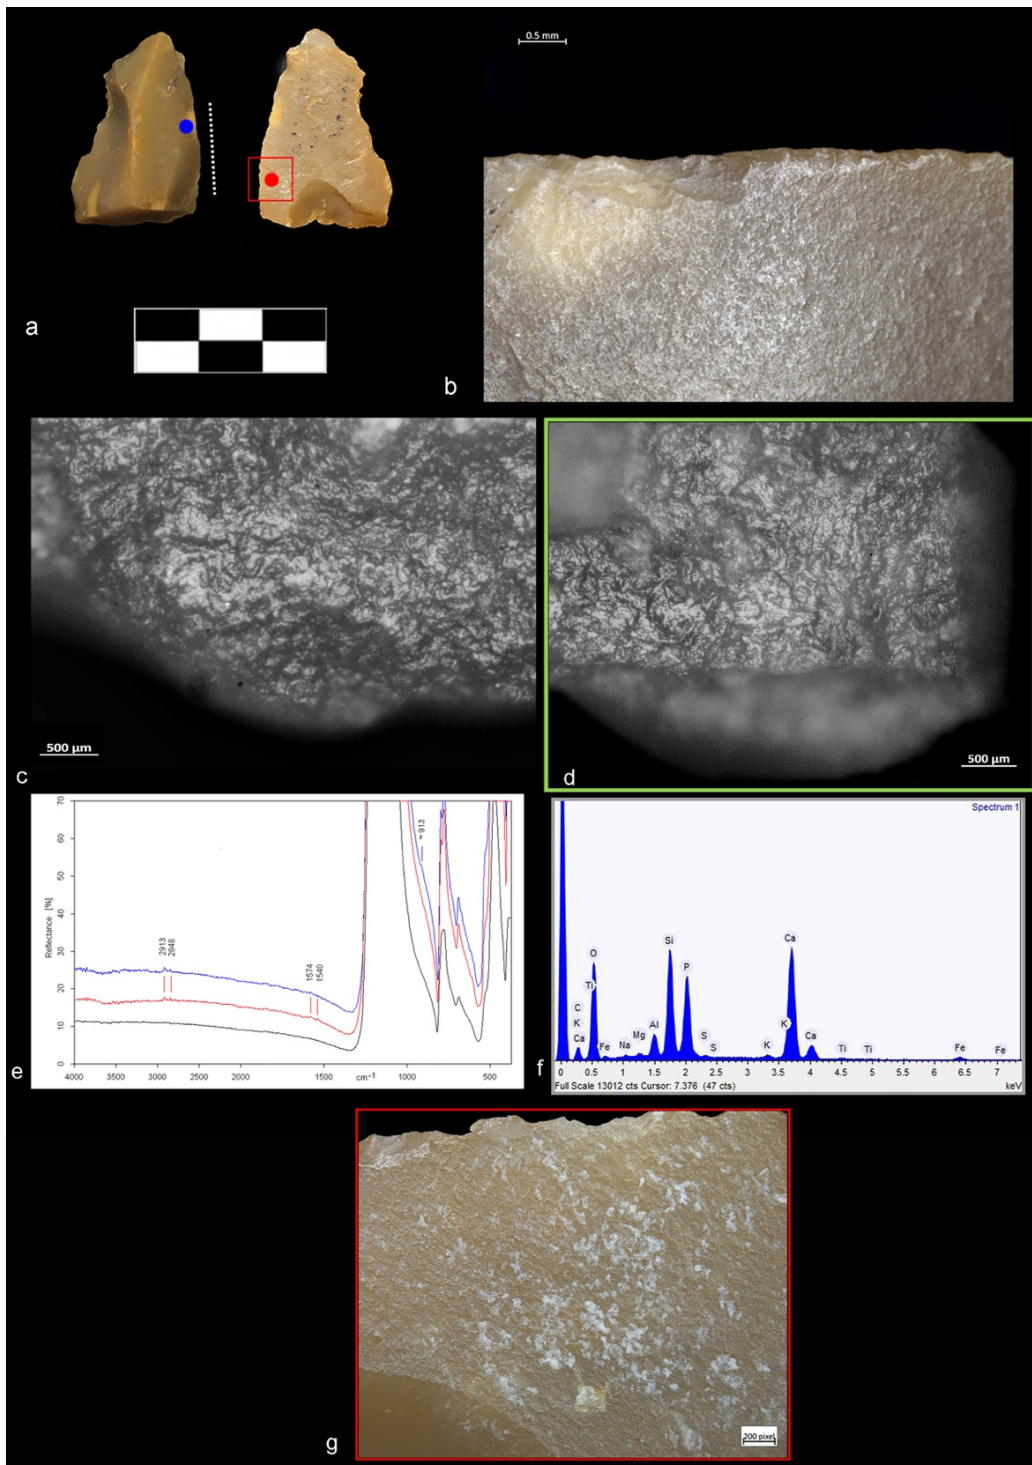 0.5 mm
a
b
500 µm
500 µm
c
d
70
60
50
40
30
20
10
0
Reflectance [%]
2913
2848
1574
1540
~ 913
4000
3500
3000
2500
2000
1500
cm⁻¹
1000
500
e
Spectrum 1
Ca
Si
O
P
Ti
C
K
Ca
Al
K
Fe
Na
Mg
S
S
K
Ca
Ti
Ti
Fe
Fe
0 0.5 1 1.5 2 2.5 3 3.5 4 4.5 5 5.5 6 6.5 7
Full Scale 13012 cts Cursor: 7.376 (47 cts)
keV
f
g
200 pixel